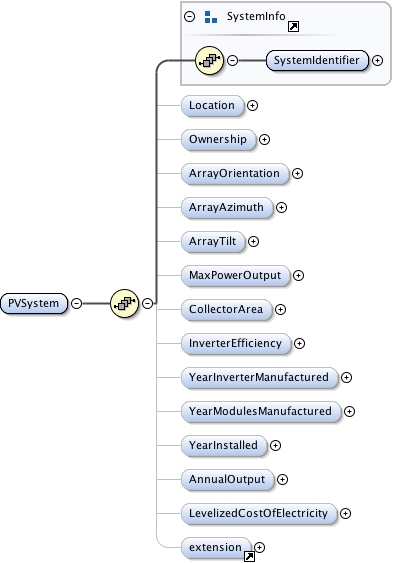 SystemInfo
SystemIdentifier
Location
Ownership
ArrayOrientation
ArrayAzimuth
ArrayTilt
PVSystem
MaxPowerOutput
CollectorArea
InverterEfficiency
YearInverterManufactured
YearModulesManufactured
YearInstalled
AnnualOutput
LevelizedCostOfElectricity
extension